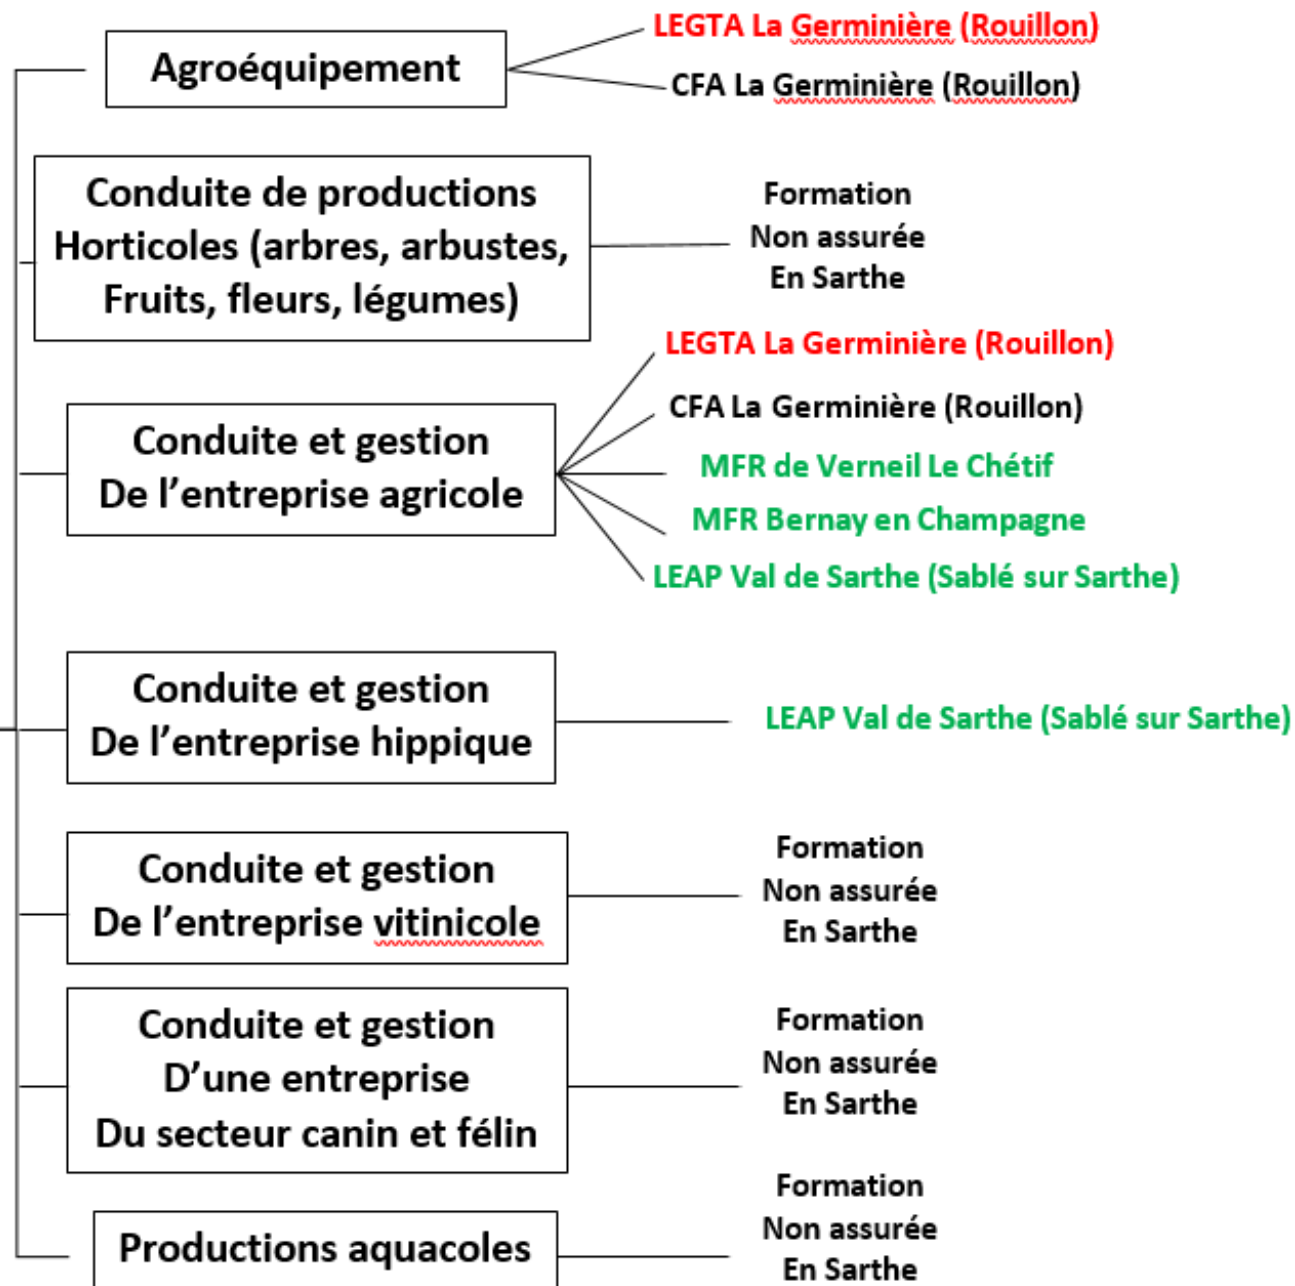 Agroéquipement
LEGTA La Germinière (Rouillon)
CFA La Germinière (Rouillon)
Conduite de productions
Horticoles (arbres, arbustes,
Fruits, fleurs, légumes)
Formation
Non assurée
En Sarthe
Conduite et gestion
De l’entreprise agricole
LEGTA La Germinière (Rouillon)
CFA La Germinière (Rouillon)
MFR de Verneil Le Chétif
MFR Bernay en Champagne
LEAP Val de Sarthe (Sablé sur Sarthe)
Conduite et gestion
De l’entreprise hippique
LEAP Val de Sarthe (Sablé sur Sarthe)
Conduite et gestion
De l’entreprise vitinicole
Formation
Non assurée
En Sarthe
Conduite et gestion
D’une entreprise
Du secteur canin et félin
Formation
Non assurée
En Sarthe
Productions aquacoles
Formation
Non assurée
En Sarthe